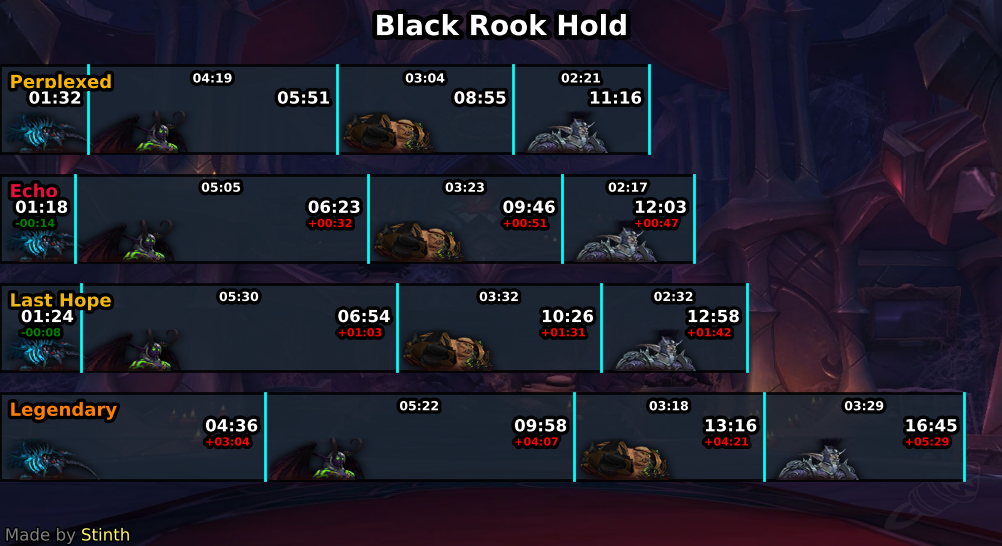 Black Rook Hold
Perplexed
04:19 03:04 02:21
01:32 05:51 08:55 11:16
Echo
05:05 03:23 02:17
01:18 06:23 09:46 12:03
-00:14 +00:32 +00:51 +00:47
Last Hope
05:30 03:32 02:32
01:24 06:54 10:26 12:58
-00:08 +01:03 +01:31 +01:42
Legendary
05:22 03:18 03:29
04:36 09:58 13:16 16:45
+03:04 +04:07 +04:21 +05:29
Made by Stinth